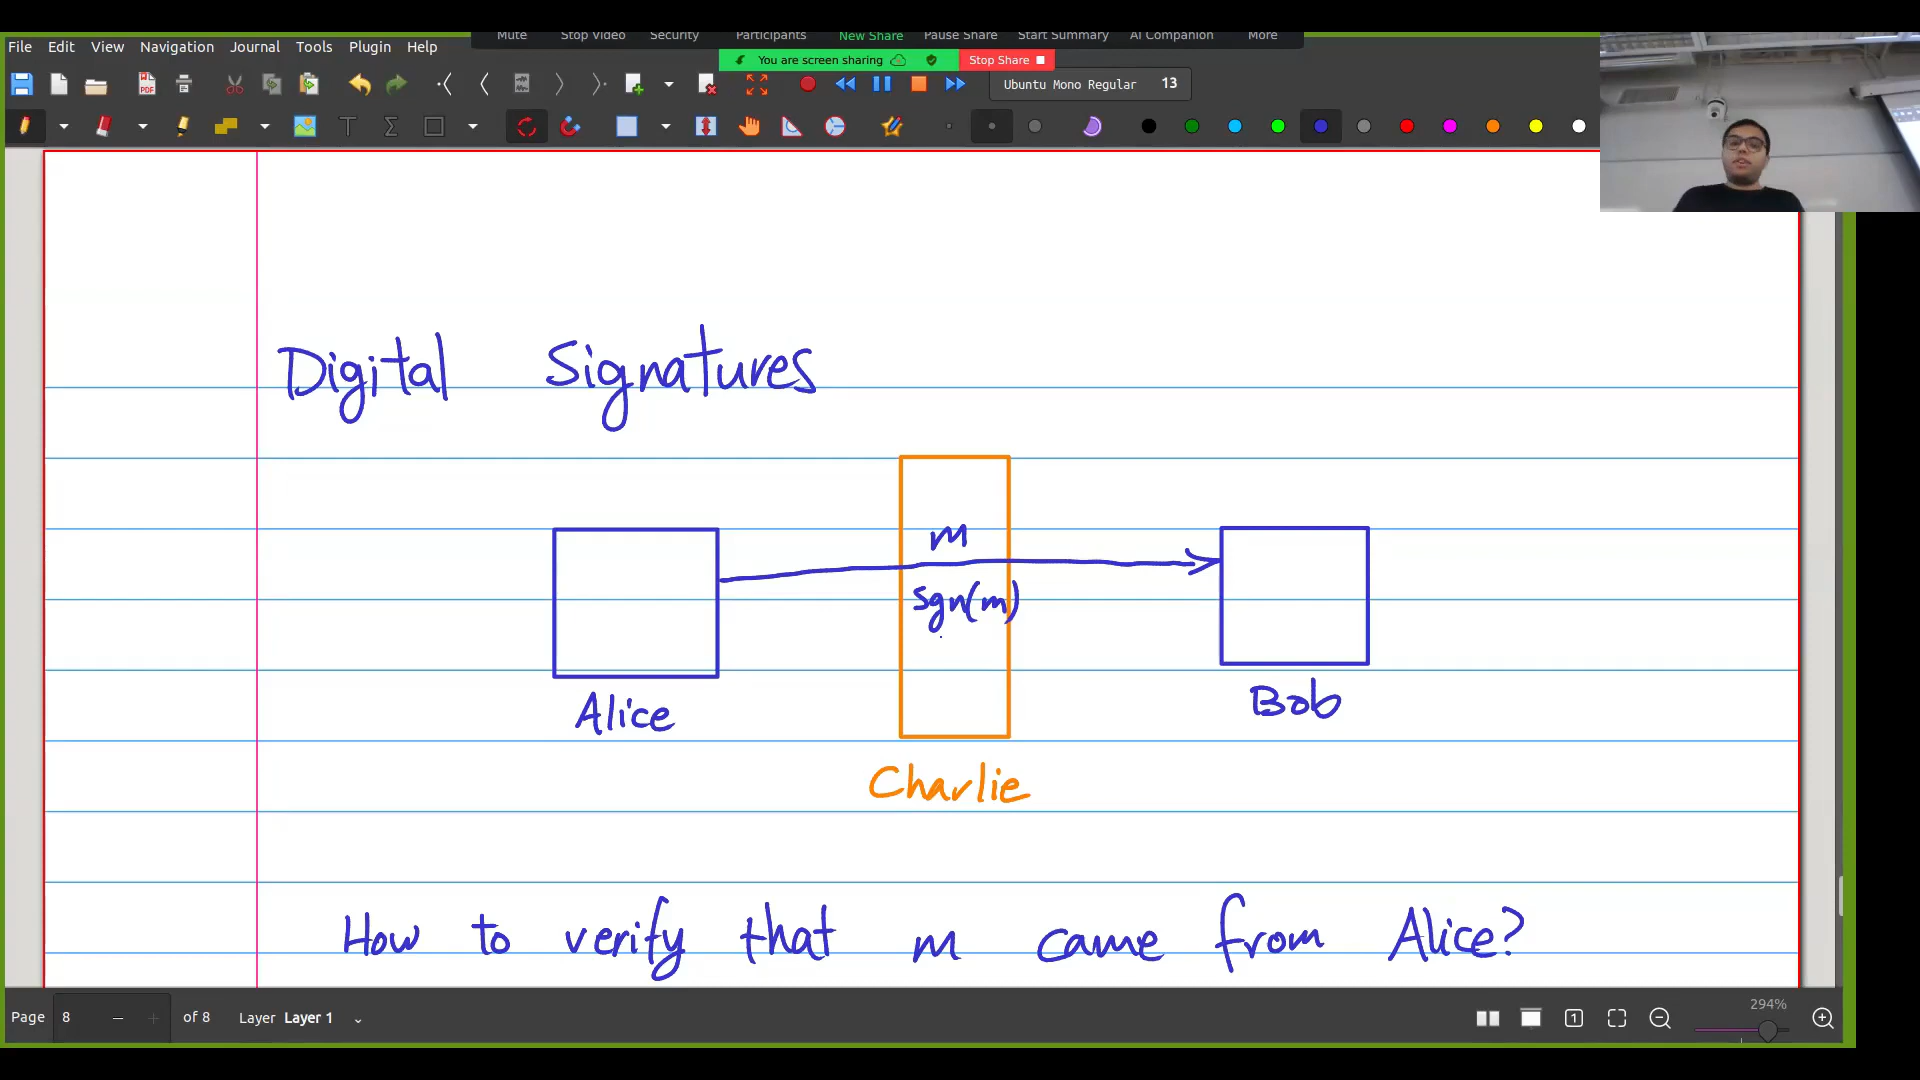 Mute Stop Video Security Participants New Share Pause Share Start Summary AI Companion More
File Edit View Navigation Journal Tools Plugin Help
You are screen sharing Stop Share
Ubuntu Mono Regular 13
Digital Signatures
m
sgn(m)
Alice
Bob
Charlie
How to verify that m came from Alice?
Page 8 of 8 Layer Layer 1
294%